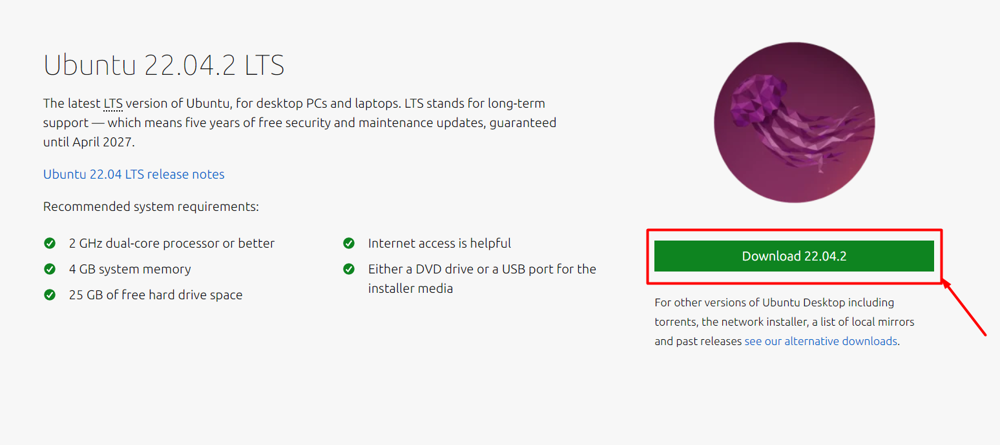 Ubuntu 22.04.2 LTS
The latest LTS version of Ubuntu, for desktop PCs and laptops. LTS stands for long-term
support — which means five years of free security and maintenance updates, guaranteed
until April 2027.
Ubuntu 22.04 LTS release notes
Recommended system requirements:
2 GHz dual-core processor or better
4 GB system memory
25 GB of free hard drive space
Internet access is helpful
Either a DVD drive or a USB port for the
installer media
Download 22.04.2
For other versions of Ubuntu Desktop including
torrents, the network installer, a list of local mirrors
and past releases see our alternative downloads.